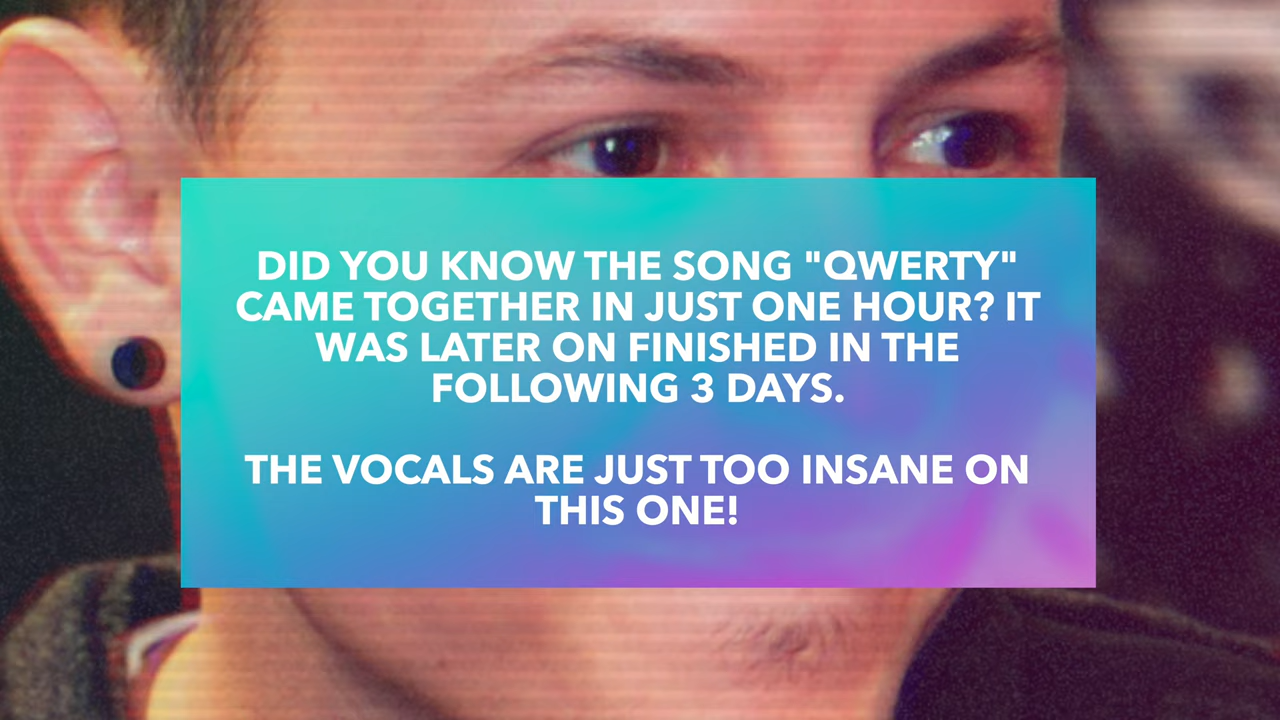 DID YOU KNOW THE SONG "QWERTY"
CAME TOGETHER IN JUST ONE HOUR? IT
WAS LATER ON FINISHED IN THE
FOLLOWING 3 DAYS.
THE VOCALS ARE JUST TOO INSANE ON
THIS ONE!